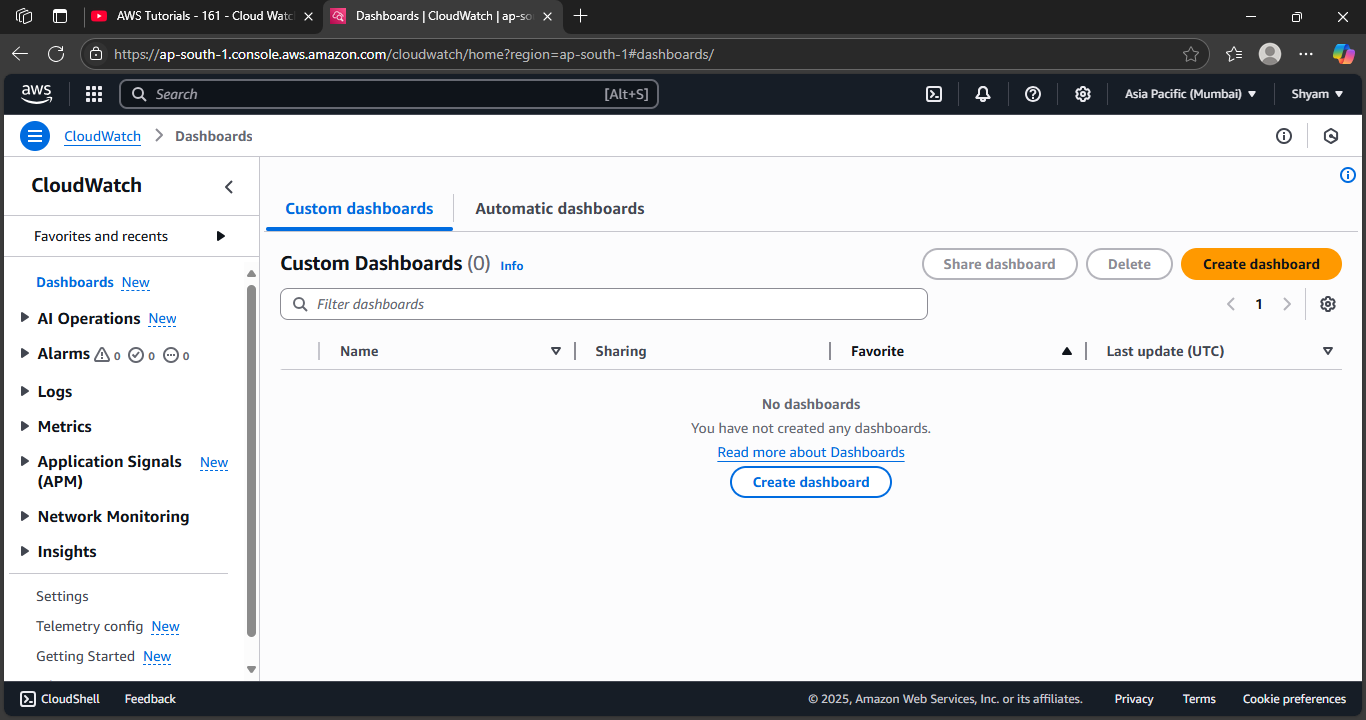 AWS Tutorials - 161 - Cloud Watc
Dashboards | CloudWatch | ap-so
https://ap-south-1.console.aws.amazon.com/cloudwatch/home?region=ap-south-1#dashboards/
aws
Search
[Alt+S]
Asia Pacific (Mumbai)
Shyam
CloudWatch
Dashboards
CloudWatch
Favorites and recents
Dashboards New
AI Operations New
Alarms 0 0 0
Logs
Metrics
Application Signals New
(APM)
Network Monitoring
Insights
Settings
Telemetry config New
Getting Started New
Custom dashboards
Automatic dashboards
Custom Dashboards (0) Info
Share dashboard
Delete
Create dashboard
Filter dashboards
1
Name
Sharing
Favorite
Last update (UTC)
No dashboards
You have not created any dashboards.
Read more about Dashboards
Create dashboard
CloudShell
Feedback
© 2025, Amazon Web Services, Inc. or its affiliates.
Privacy
Terms
Cookie preferences